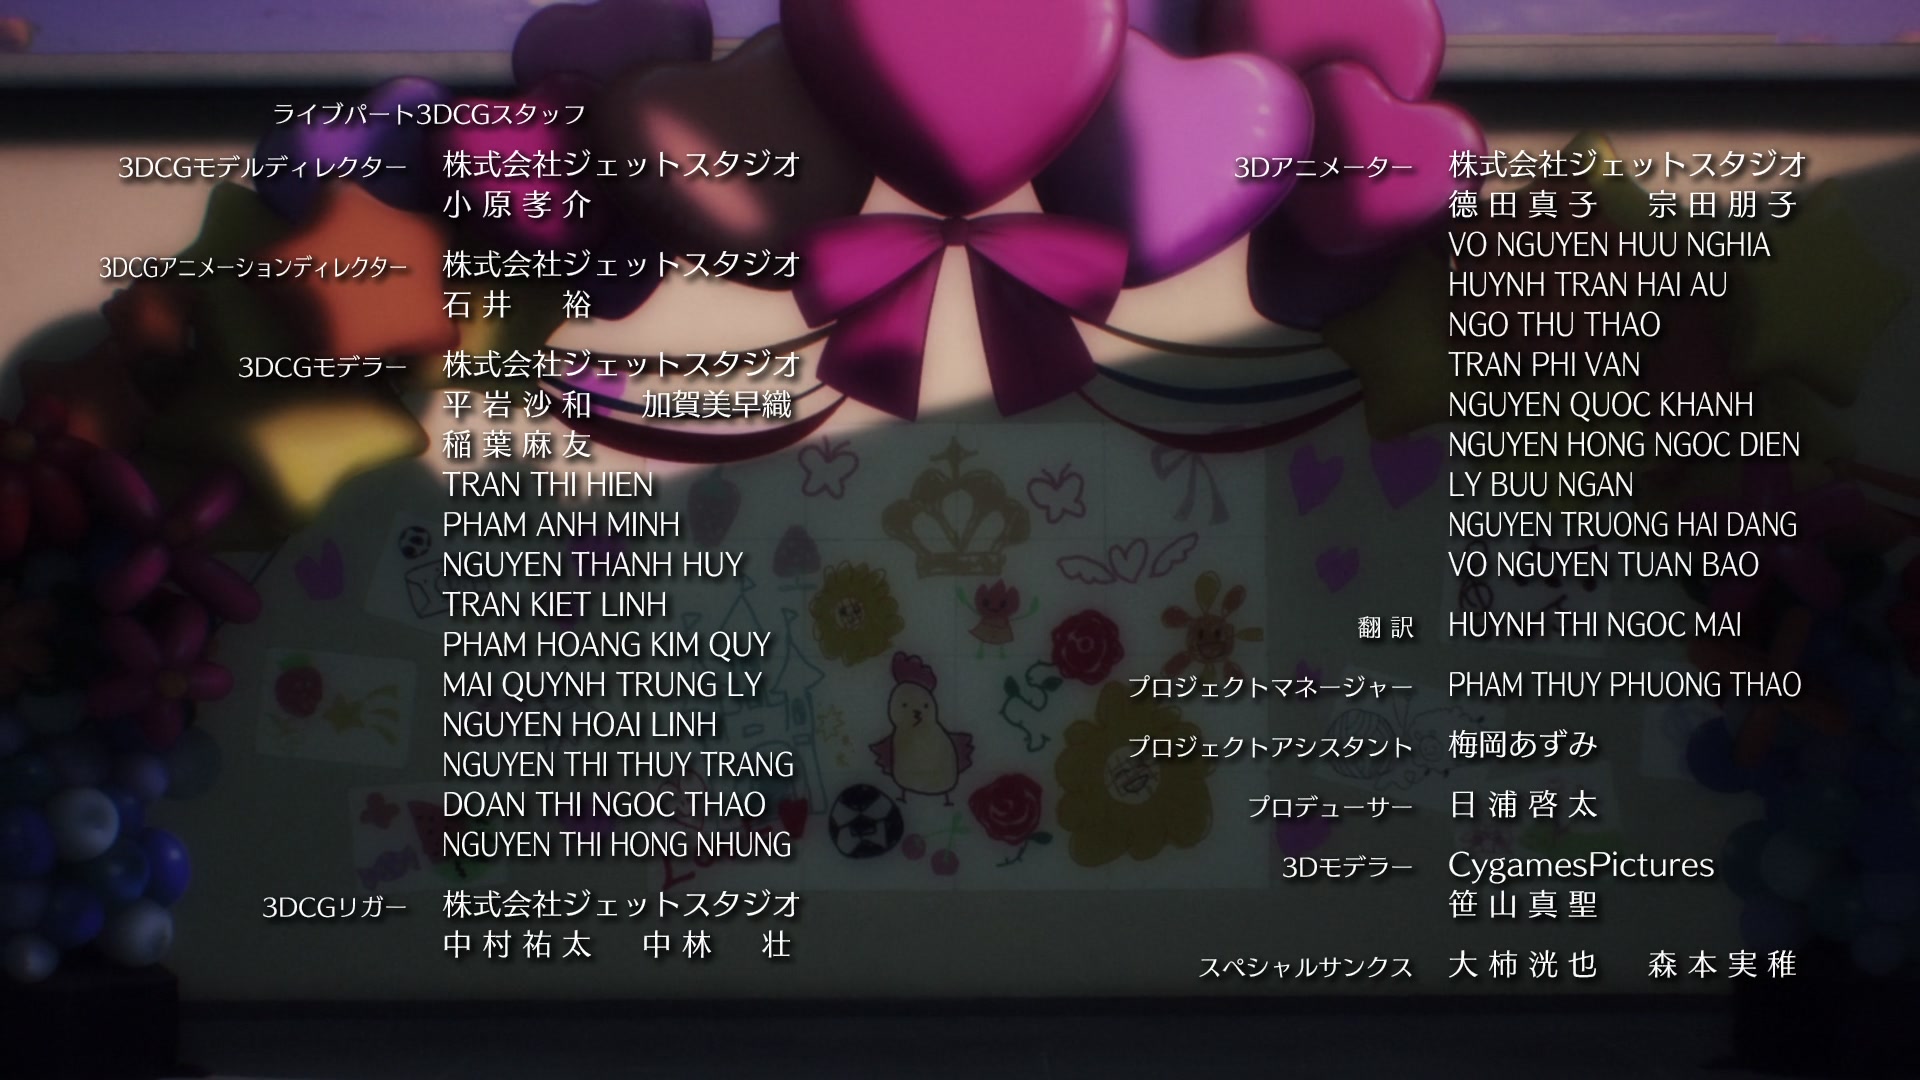 ライブパート3DCGスタッフ
3DCGモデルディレクター 株式会社ジェットスタジオ
小原孝介
3DCGアニメーションディレクター 株式会社ジェットスタジオ
石井 裕
3DCGモデラー 株式会社ジェットスタジオ
平岩沙和 加賀美早織
稲葉麻友
TRAN THI HIEN
PHAM ANH MINH
NGUYEN THANH HUY
TRAN KIET LINH
PHAM HOANG KIM QUY
MAI QUYNH TRUNG LY
NGUYEN HOAI LINH
NGUYEN THI THUY TRANG
DOAN THI NGOC THAO
NGUYEN THI HONG NHUNG
3DCGリガー 株式会社ジェットスタジオ
中村祐太 中林 壮
3Dアニメーター 株式会社ジェットスタジオ
德田真子 宗田朋子
VO NGUYEN HUU NGHIA
HUYNH TRAN HAI AU
NGO THU THAO
TRAN PHI VAN
NGUYEN QUOC KHANH
NGUYEN HONG NGOC DIEN
LY BUU NGAN
NGUYEN TRUONG HAI DANG
VO NGUYEN TUAN BAO
翻訳 HUYNH THI NGOC MAI
プロジェクトマネージャー PHAM THUY PHUONG THAO
プロジェクトアシスタント 梅岡あずみ
プロデューサー 日浦啓太
3Dモデラー CygamesPictures
笹山真聖
スペシャルサンクス 大柿洸也 森本実稚